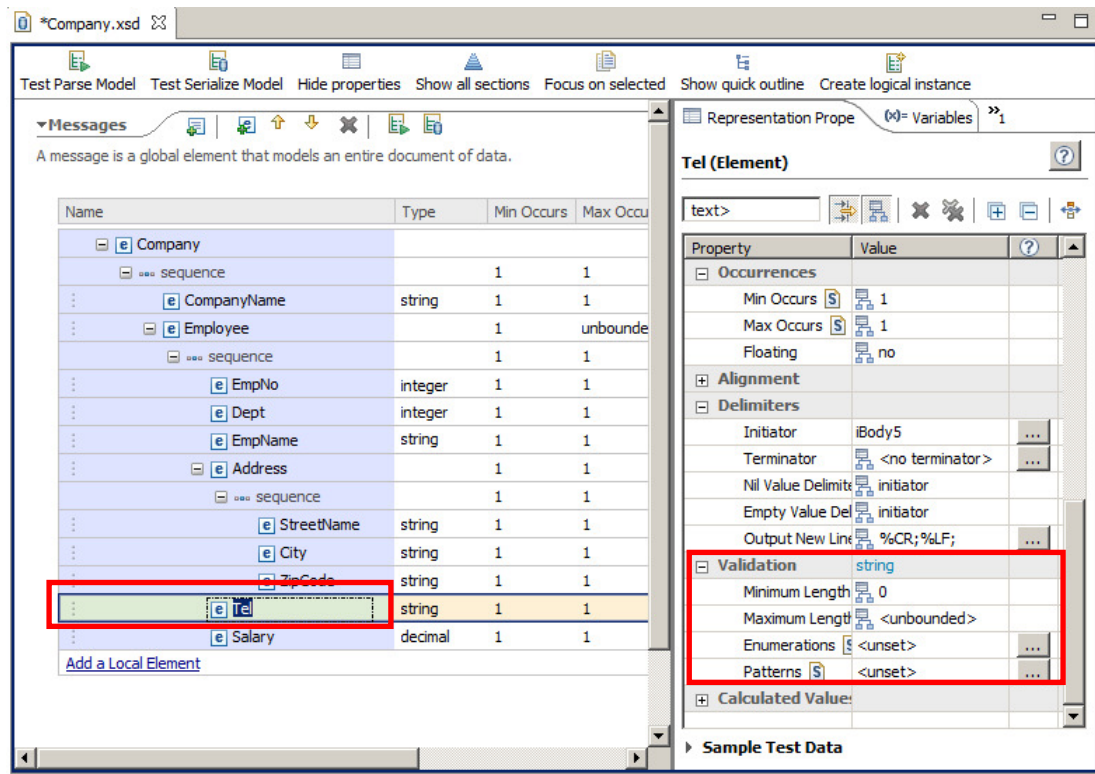 *Company.xsd
Test Parse Model Test Serialize Model Hide properties Show all sections Focus on selected Show quick outline Create logical instance
Messages
A message is a global element that models an entire document of data.
Name Type Min Occurs Max Occu
e Company
sequence 1 1
e CompanyName string 1 1
e Employee 1 unbounde
sequence 1 1
e EmpNo integer 1 1
e Dept integer 1 1
e EmpName string 1 1
e Address 1 1
sequence 1 1
e StreetName string 1 1
e City string 1 1
e ZipCode string 1 1
e Tel string 1 1
e Salary decimal 1 1
Add a Local Element
Representation Prope (x)= Variables »1
Tel (Element)
text>
Property Value
Occurrences
Min Occurs S 1
Max Occurs S 1
Floating no
Alignment
Delimiters
Initiator iBody5 ...
Terminator <no terminator> ...
Nil Value Delimite initiator
Empty Value Del initiator
Output New Line %CR;%LF; ...
Validation string
Minimum Length 0
Maximum Lengtl <unbounded>
Enumerations S <unset> ...
Patterns S <unset> ...
Calculated Value:
Sample Test Data